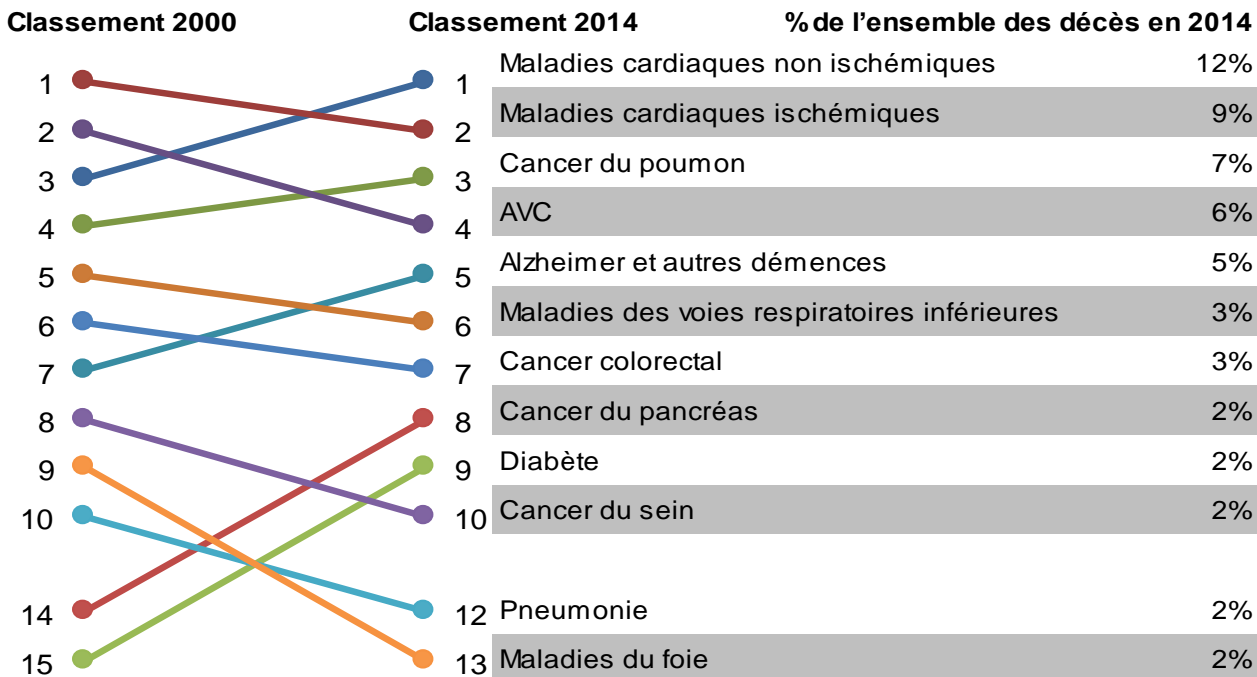 Classement 2000 Classement 2014 % de l’ensemble des décès en 2014
1 1 Maladies cardiaques non ischémiques 12%
2 2 Maladies cardiaques ischémiques 9%
3 3 Cancer du poumon 7%
4 4 AVC 6%
5 5 Alzheimer et autres démences 5%
6 6 Maladies des voies respiratoires inférieures 3%
7 7 Cancer colorectal 3%
8 8 Cancer du pancréas 2%
9 9 Diabète 2%
10 10 Cancer du sein 2%
14 12 Pneumonie 2%
15 13 Maladies du foie 2%